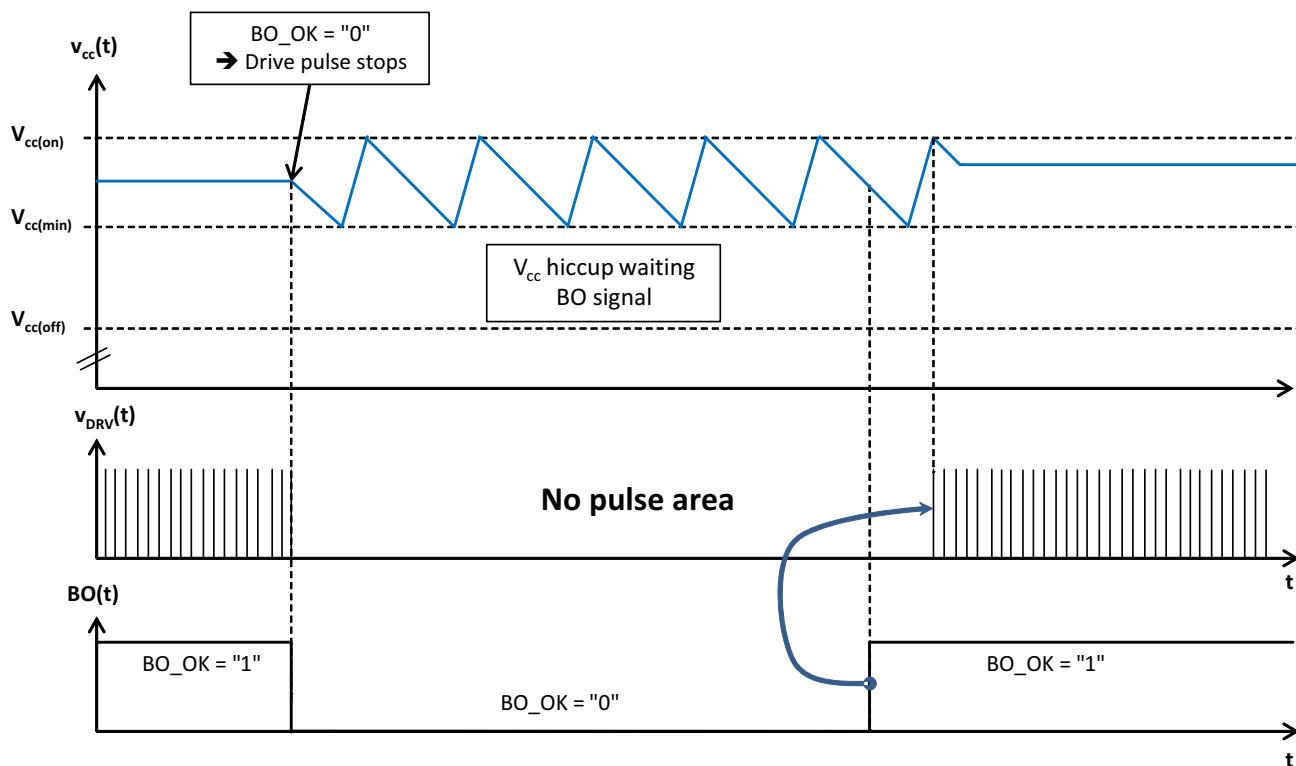 BO_OK = "0"
➔ Drive pulse stops
vcc(t)
Vcc(on)
Vcc(min)
Vcc hiccup waiting
BO signal
Vcc(off)
vDRV(t)
No pulse area
t
BO(t)
BO_OK = "1"
BO_OK = "1"
BO_OK = "0"
t